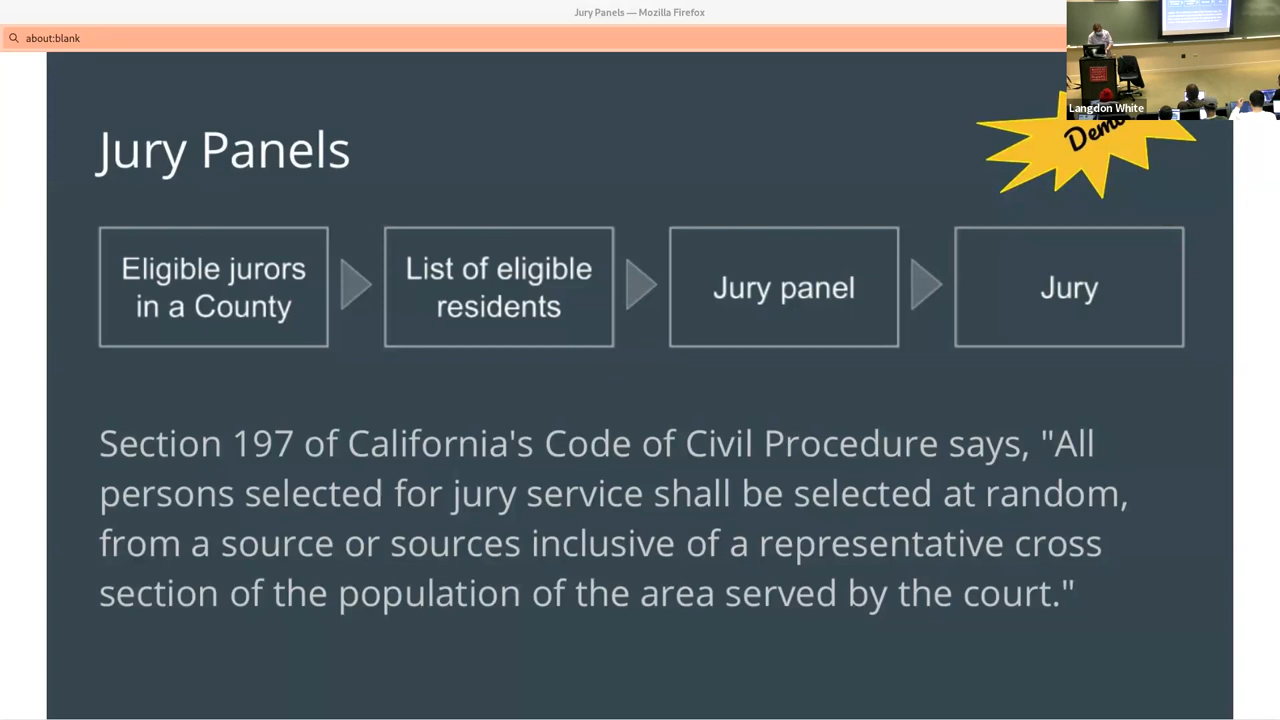 Jury Panels — Mozilla Firefox
about:blank
Langdon White
Demo
Jury Panels
Eligible jurors
in a County
List of eligible
residents
Jury panel
Jury
Section 197 of California's Code of Civil Procedure says, "All
persons selected for jury service shall be selected at random,
from a source or sources inclusive of a representative cross
section of the population of the area served by the court."